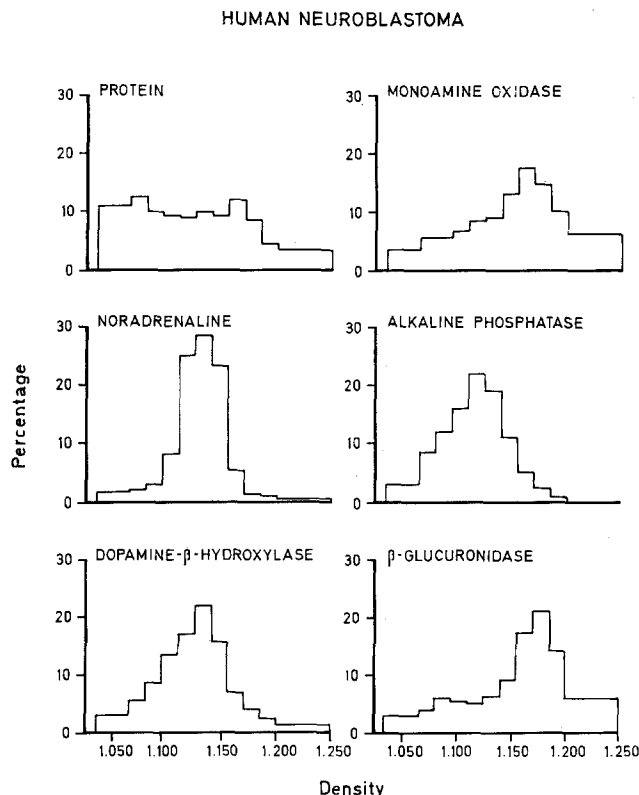 HUMAN NEUROBLASTOMA
PROTEIN
30
20
10
0
MONOAMINE OXIDASE
30
20
10
0
NORADRENALINE
30
20
10
0
ALKALINE PHOSPHATASE
30
20
10
0
Percentage
DOPAMINE-β-HYDROXYLASE
30
20
10
0
1.050 1.100 1.150 1.200 1.250
β-GLUCURONIDASE
30
20
10
0
1.050 1.100 1.150 1.200 1.250
Density